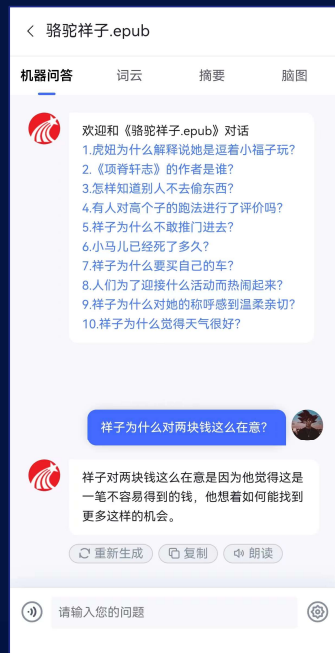 骆驼祥子.epub
机器问答 词云 摘要 脑图
欢迎和《骆驼祥子.epub》对话
1.虎妞为什么解释说她是逗着小福子玩?
2.《项脊轩志》的作者是谁?
3.怎样知道别人不去偷东西?
4.有人对高个子的跑法进行了评价吗?
5.祥子为什么不敢推门进去?
6.小马儿已经死了多久?
7.祥子为什么要买自己的车?
8.人们为了迎接什么活动而热闹起来?
9.祥子为什么对她的称呼感到温柔亲切?
10.祥子为什么觉得天气很好?
祥子为什么对两块钱这么在意?
祥子对两块钱这么在意是因为他觉得这是
一笔不容易得到的钱，他想着如何能找到
更多这样的机会。
重新生成 复制 朗读
请输入您的问题